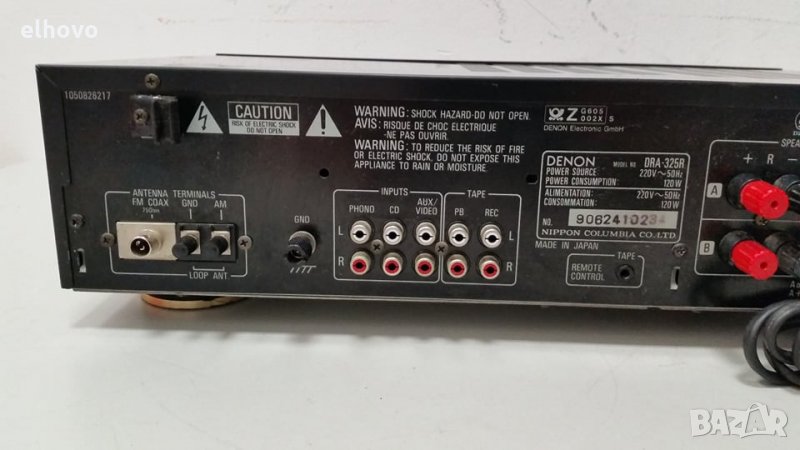 elhovo
1050826217
CAUTION
RISK OF ELECTRIC SHOCK
DO NOT OPEN
WARNING: SHOCK HAZARD-DO NOT OPEN.
AVIS: RISQUE DE CHOC ELECTRIQUE
-NE PAS OUVRIR.
WARNING: TO REDUCE THE RISK OF FIRE
OR ELECTRIC SHOCK, DO NOT EXPOSE THIS
APPLIANCE TO RAIN OR MOISTURE.
Z G605
002X S
DENON Electronic GmbH
DENON MODEL NO. DRA-325R
POWER SOURCE 220V~50Hz
POWER CONSUMPTION: 120W
ALIMENTATION: 220V~50Hz
CONSOMMATION: 120W
NO. 9062410234
NIPPON COLUMBIA CO.,LTD
MADE IN JAPAN
ANTENNA TERMINALS
FM COAX GND AM
75ohm
LOOP ANT.
GND
INPUTS
PHONO CD AUX/
VIDEO
TAPE
PB REC
L
R
L
R
TAPE
REMOTE
CONTROL
+ R -
A
B
BAZAR